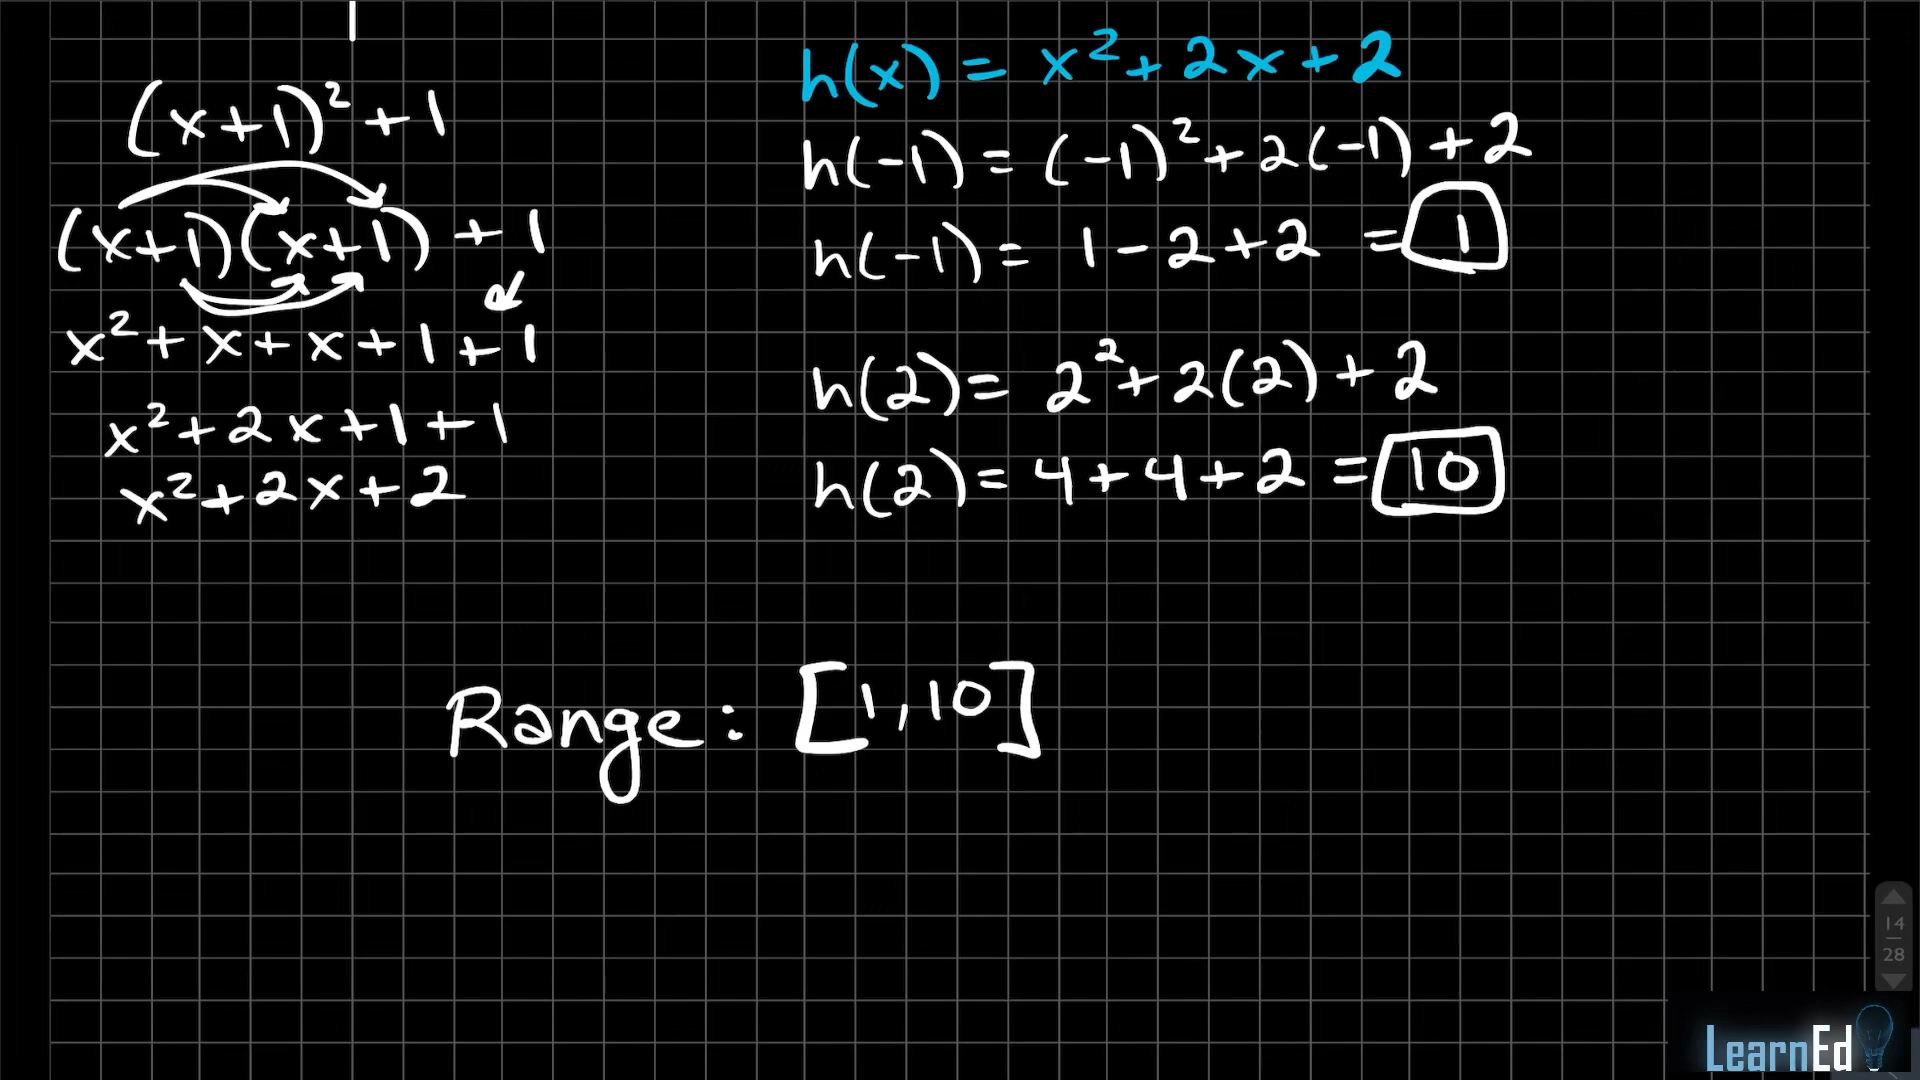 (x+1)² + 1
(x+1)(x+1) + 1
x² + x + x + 1 + 1
x² + 2x + 1 + 1
x² + 2x + 2
h(x) = x² + 2x + 2
h(-1) = (-1)² + 2(-1) + 2
h(-1) = 1 - 2 + 2 = 1
h(2) = 2² + 2(2) + 2
h(2) = 4 + 4 + 2 = 10
Range: [1, 10]
14
28
LearnEd